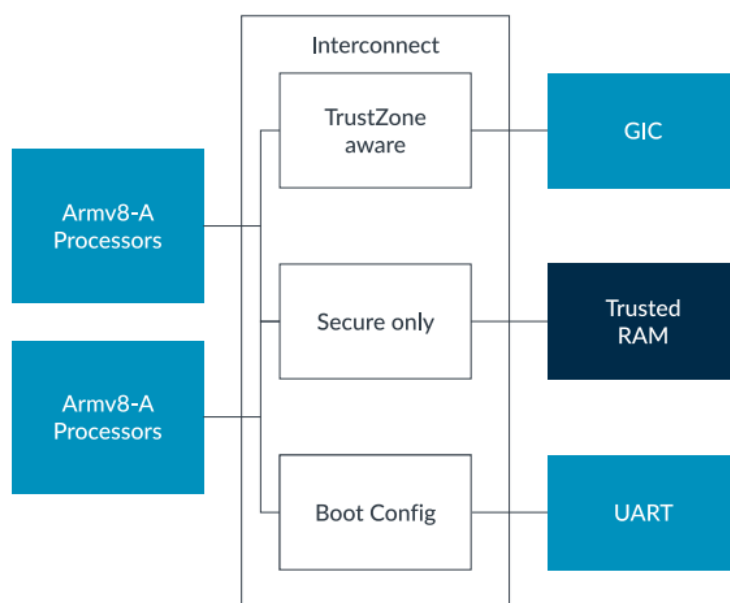 Interconnect
TrustZone
aware
GIC
Armv8-A
Processors
Secure only
Trusted
RAM
Armv8-A
Processors
Boot Config
UART